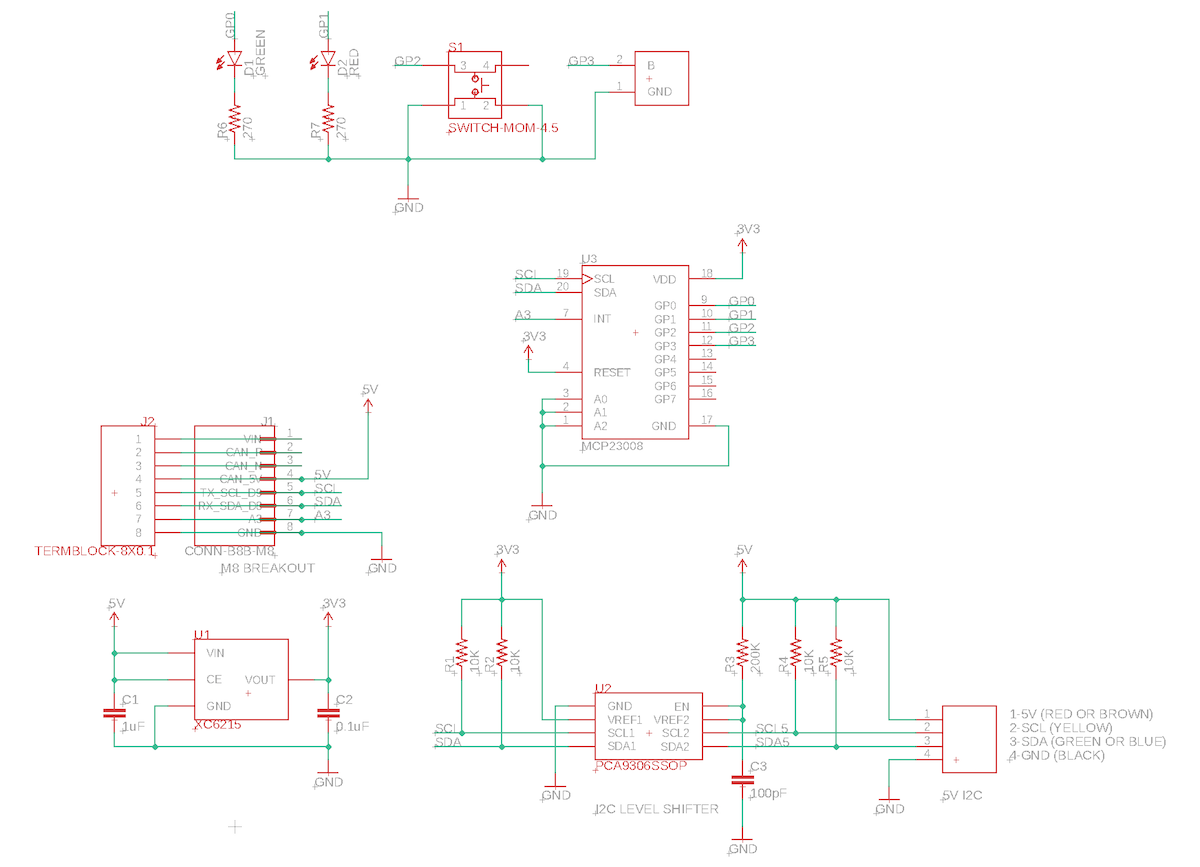 GP0
D1
GREEN
R6
270
GP1
D2
RED
R7
270
GP2
S1
3 4
1 2
SWITCH-MOM-4.5
GP3
2 B
1 GND
GND
3V3
U3
SCL 19 SCL
SDA 20 SDA
A3 7 INT
3V3
4 RESET
3 A0
2 A1
1 A2
VDD 18
GP0 9 GP0
GP1 10 GP1
GP2 11 GP2
GP3 12 GP3
GP4 13
GP5 14
GP6 15
GP7 16
GND 17
MCP23008
GND
5V
J2
J1
1 VIN 1
2 CAN_P 2
3 CAN_N 3
4 CAN_5V 4 5V
5 TX_SCL_D9 5 SCL
6 RX_SDA_D8 6 SDA
7 A3 7 A3
8 GND 8
TERMBLOCK-8X0.1
CONN-B8B-M8
M8 BREAKOUT
GND
5V
3V3
U1
VIN
CE VOUT
GND
XC6215
C1
1uF
C2
0.1uF
GND
3V3
R1
10K
R2
10K
5V
R3
200K
R4
10K
R5
10K
U2
GND EN
VREF1 VREF2
SCL SCL1 SCL2 SCL5
SDA SDA1 SDA2 SDA5
PCA9306SSOP
GND
C3
100pF
I2C LEVEL SHIFTER
GND
1
2
3
4
1-5V (RED OR BROWN)
2-SCL (YELLOW)
3-SDA (GREEN OR BLUE)
4-GND (BLACK)
5V I2C
GND